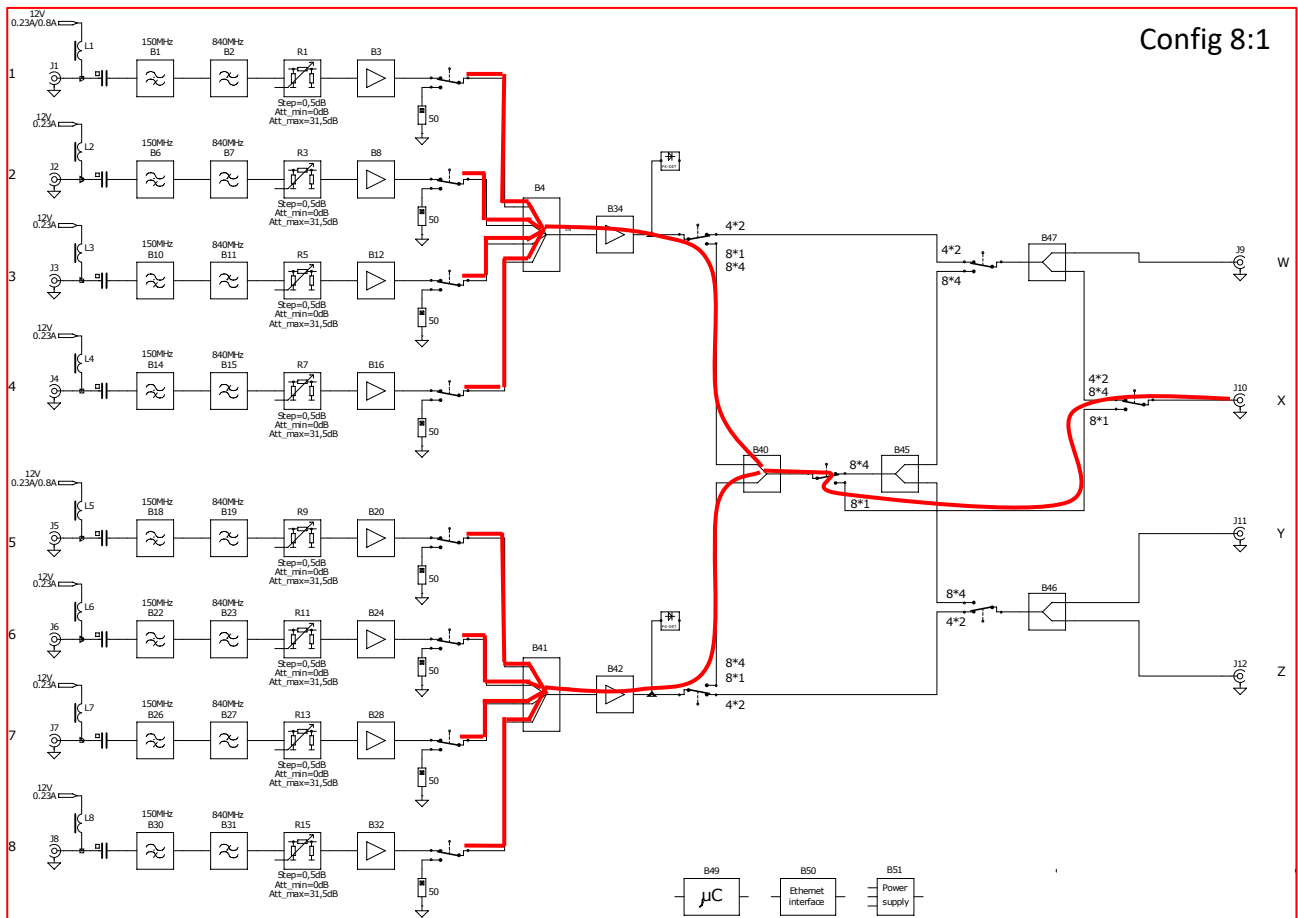 Config 8:1
12V
0.23A/0.8A
L1
J1
1
150MHz
B1
840MHz
B2
R1
Step=0,5dB
Att_min=0dB
Att_max=31,5dB
B3
50
12V
0.23A
L2
J2
2
150MHz
B6
840MHz
B7
R3
Step=0,5dB
Att_min=0dB
Att_max=31,5dB
B8
50
12V
0.23A
L3
J3
3
150MHz
B10
840MHz
B11
R5
Step=0,5dB
Att_min=0dB
Att_max=31,5dB
B12
50
12V
0.23A
L4
J4
4
150MHz
B14
840MHz
B15
R7
Step=0,5dB
Att_min=0dB
Att_max=31,5dB
B16
50
B4
B34
PK-DET
4*2
8*1
8*4
4*2
8*4
B47
J9
W
4*2
8*4
8*1
J10
X
B40
8*4
8*1
B45
12V
0.23A/0.8A
L5
J5
5
150MHz
B18
840MHz
B19
R9
Step=0,5dB
Att_min=0dB
Att_max=31,5dB
B20
50
12V
0.23A
L6
J6
6
150MHz
B22
840MHz
B23
R11
Step=0,5dB
Att_min=0dB
Att_max=31,5dB
B24
50
12V
0.23A
L7
J7
7
150MHz
B26
840MHz
B27
R13
Step=0,5dB
Att_min=0dB
Att_max=31,5dB
B28
50
12V
0.23A
L8
J8
8
150MHz
B30
840MHz
B31
R15
Step=0,5dB
Att_min=0dB
Att_max=31,5dB
B32
50
B41
B42
PK-DET
8*4
8*1
4*2
8*4
4*2
B46
J11
Y
J12
Z
B49
µC
B50
Ethernet
interface
B51
Power
supply